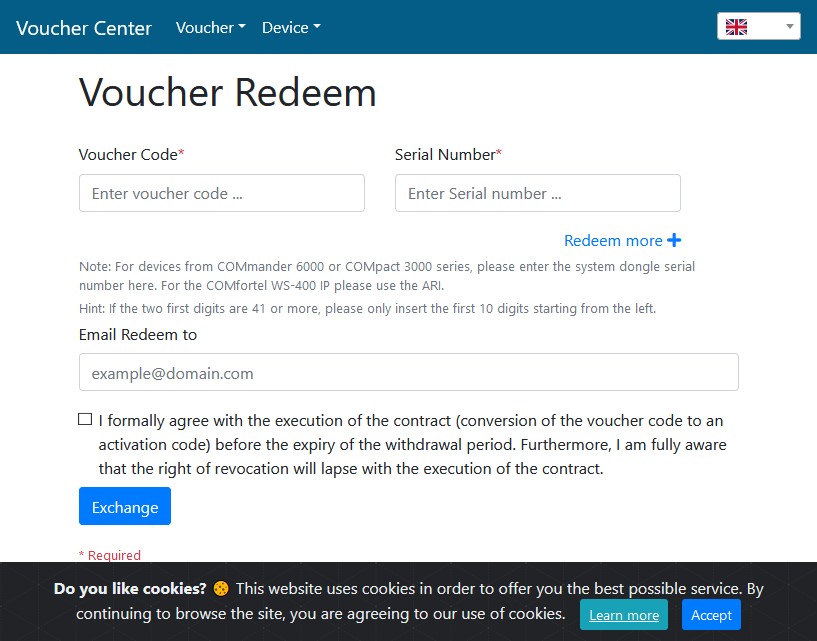 Voucher Center Voucher Device
Voucher Redeem
Voucher Code* Serial Number*
Enter voucher code ... Enter Serial number ...
Redeem more
Note: For devices from COMmander 6000 or COMpact 3000 series, please enter the system dongle serial
number here. For the COMfortel WS-400 IP please use the ARI.
Hint: If the two first digits are 41 or more, please only insert the first 10 digits starting from the left.
Email Redeem to
example@domain.com
I formally agree with the execution of the contract (conversion of the voucher code to an
activation code) before the expiry of the withdrawal period. Furthermore, I am fully aware
that the right of revocation will lapse with the execution of the contract.
Exchange
* Required
Do you like cookies? 🍪 This website uses cookies in order to offer you the best possible service. By
continuing to browse the site, you are agreeing to our use of cookies. Learn more Accept